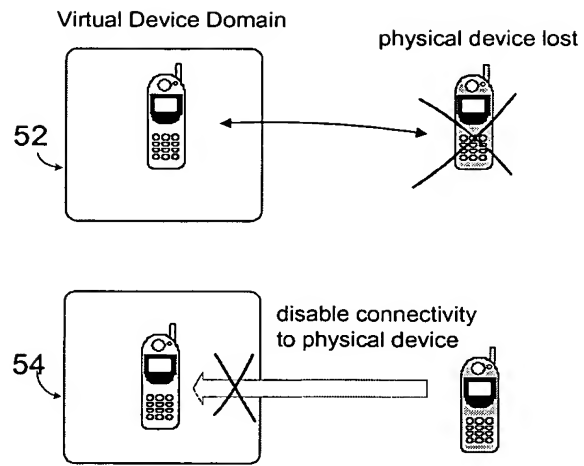 Virtual Device Domain
physical device lost
52
disable connectivity
to physical device
54